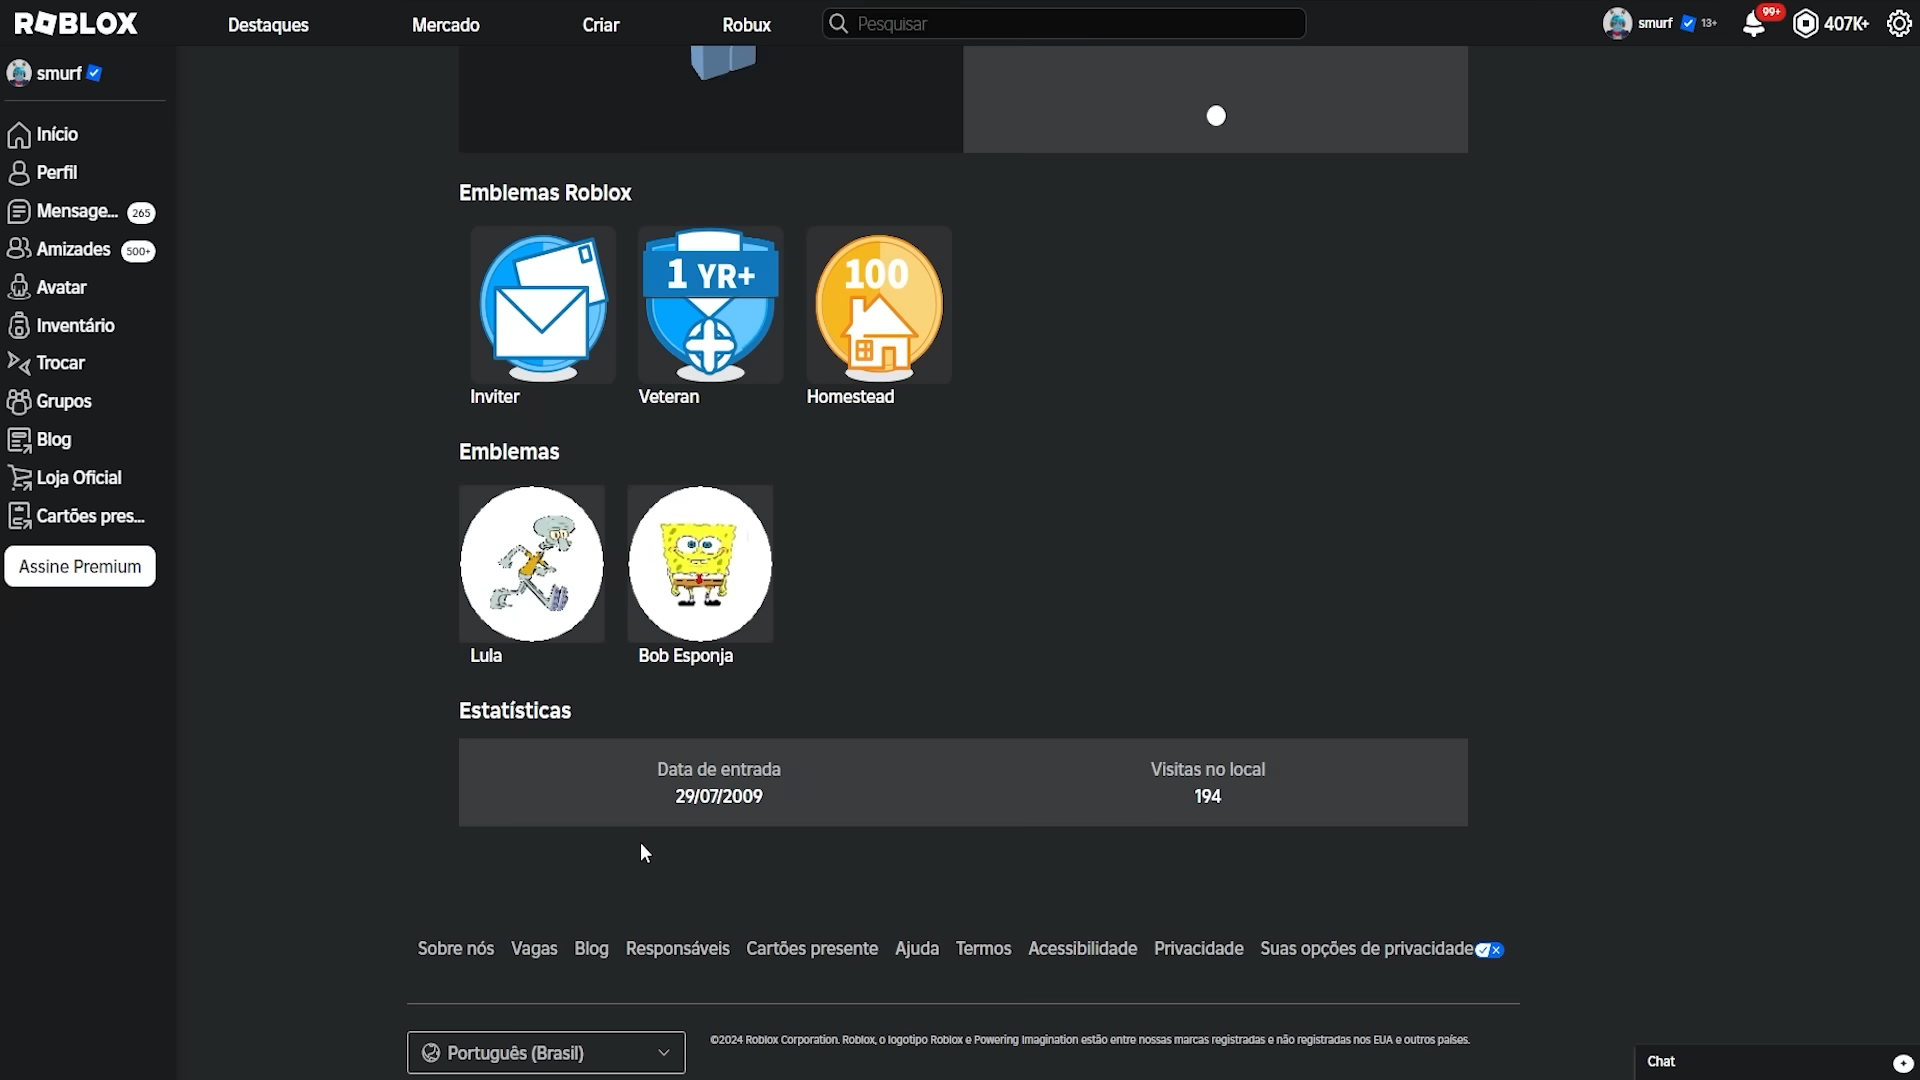 ROBLOX
Destaques
Mercado
Criar
Robux
Pesquisar
smurf
13+
99+
407K+
smurf
Início
Perfil
Mensage... 265
Amizades 500+
Avatar
Inventário
Trocar
Grupos
Blog
Loja Oficial
Cartões pres...
Assine Premium
Emblemas Roblox
1 YR+
100
Inviter
Veteran
Homestead
Emblemas
Lula
Bob Esponja
Estatísticas
Data de entrada
29/07/2009
Visitas no local
194
Sobre nós Vagas Blog Responsáveis Cartões presente Ajuda Termos Acessibilidade Privacidade Suas opções de privacidade
Português (Brasil)
©2024 Roblox Corporation. Roblox, o logotipo Roblox e Powering Imagination estão entre nossas marcas registradas e não registradas nos EUA e outros países.
Chat